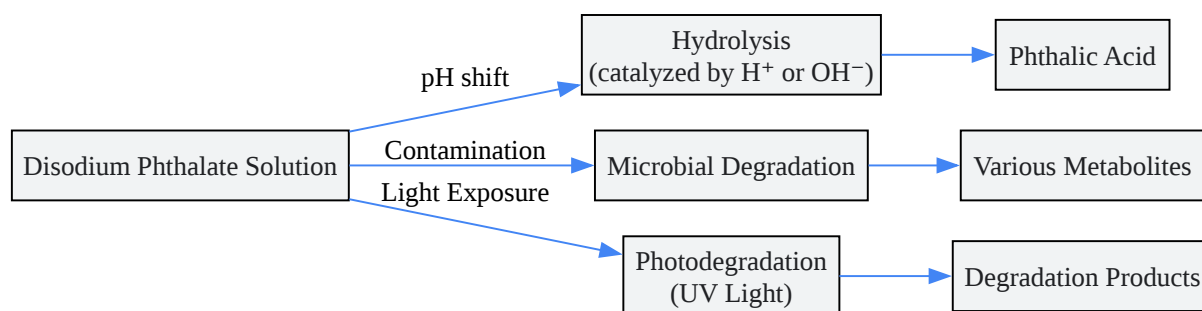 Disodium Phthalate Solution
pH shift
Contamination
Light Exposure
Hydrolysis
(catalyzed by H⁺ or OH⁻)
Phthalic Acid
Microbial Degradation
Various Metabolites
Photodegradation
(UV Light)
Degradation Products